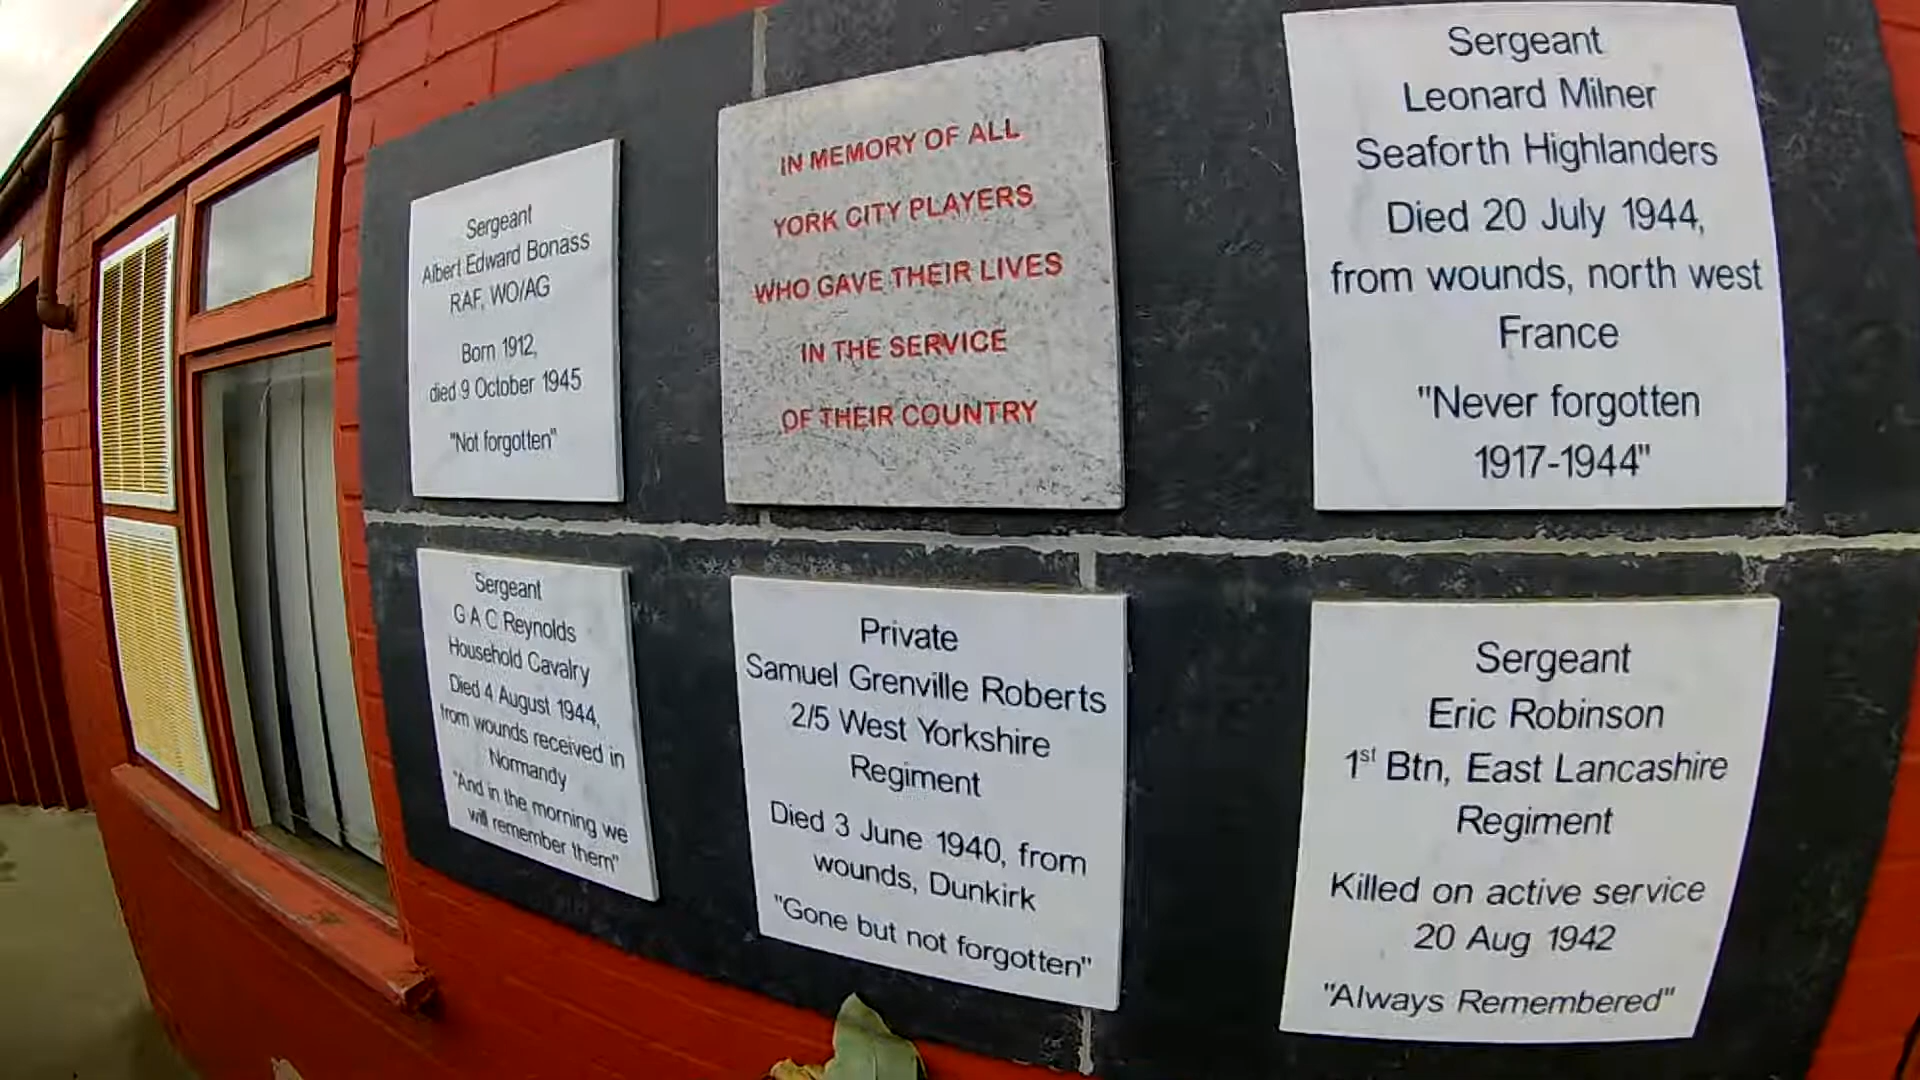 Sergeant
Albert Edward Bonass
RAF, WO/AG
Born 1912,
died 9 October 1945
"Not forgotten"
IN MEMORY OF ALL
YORK CITY PLAYERS
WHO GAVE THEIR LIVES
IN THE SERVICE
OF THEIR COUNTRY
Sergeant
Leonard Milner
Seaforth Highlanders
Died 20 July 1944,
from wounds, north west
France
"Never forgotten
1917-1944"
Sergeant
G A C Reynolds
Household Cavalry
Died 4 August 1944,
from wounds received in
Normandy
"And in the morning we
will remember them"
Private
Samuel Grenville Roberts
2/5 West Yorkshire
Regiment
Died 3 June 1940, from
wounds, Dunkirk
"Gone but not forgotten"
Sergeant
Eric Robinson
1st Btn, East Lancashire
Regiment
Killed on active service
20 Aug 1942
"Always Remembered"